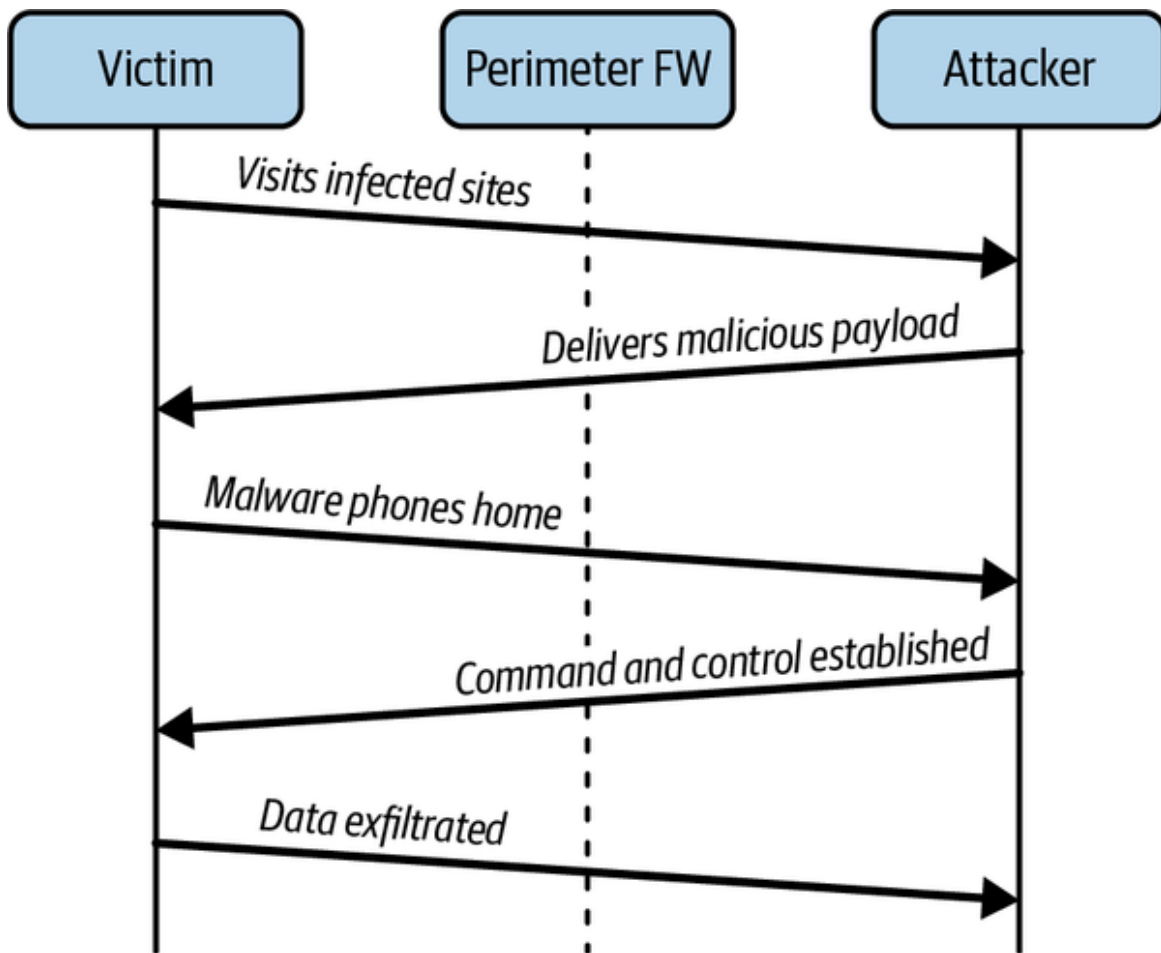 Victim
Perimeter FW
Attacker
Visits infected sites
Delivers malicious payload
Malware phones home
Command and control established
Data exfiltrated